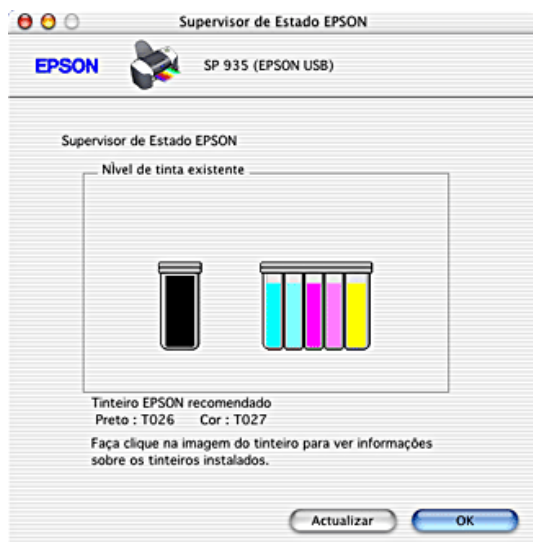 Supervisor de Estado EPSON
EPSON
SP 935 (EPSON USB)
Supervisor de Estado EPSON
NÌvel de tinta existente
Tinteiro EPSON recomendado
Preto : T026 Cor : T027
Faça clique na imagem do tinteiro para ver informações
sobre os tinteiros instalados.
Actualizar
OK